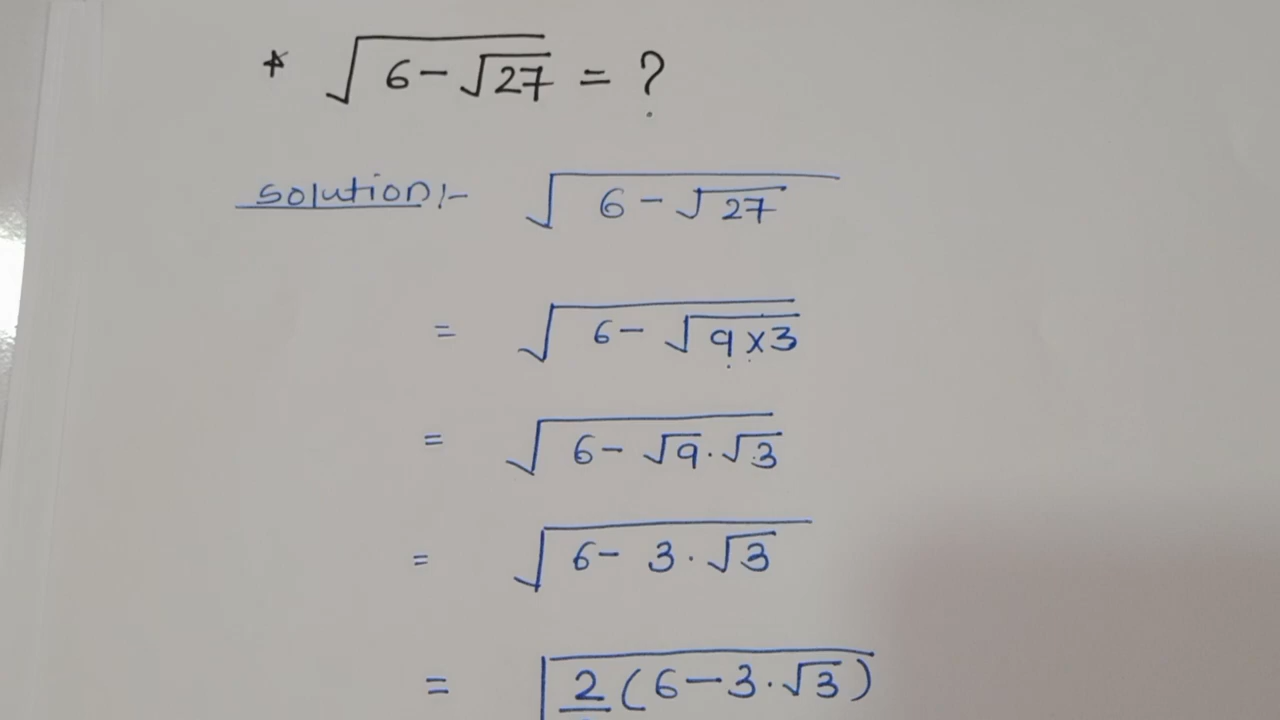 * √(6-√27) = ?
solution:- √(6-√27)
= √(6-√(9×3))
= √(6-√9.√3)
= √(6-3.√3)
= √(2(6-3.√3))